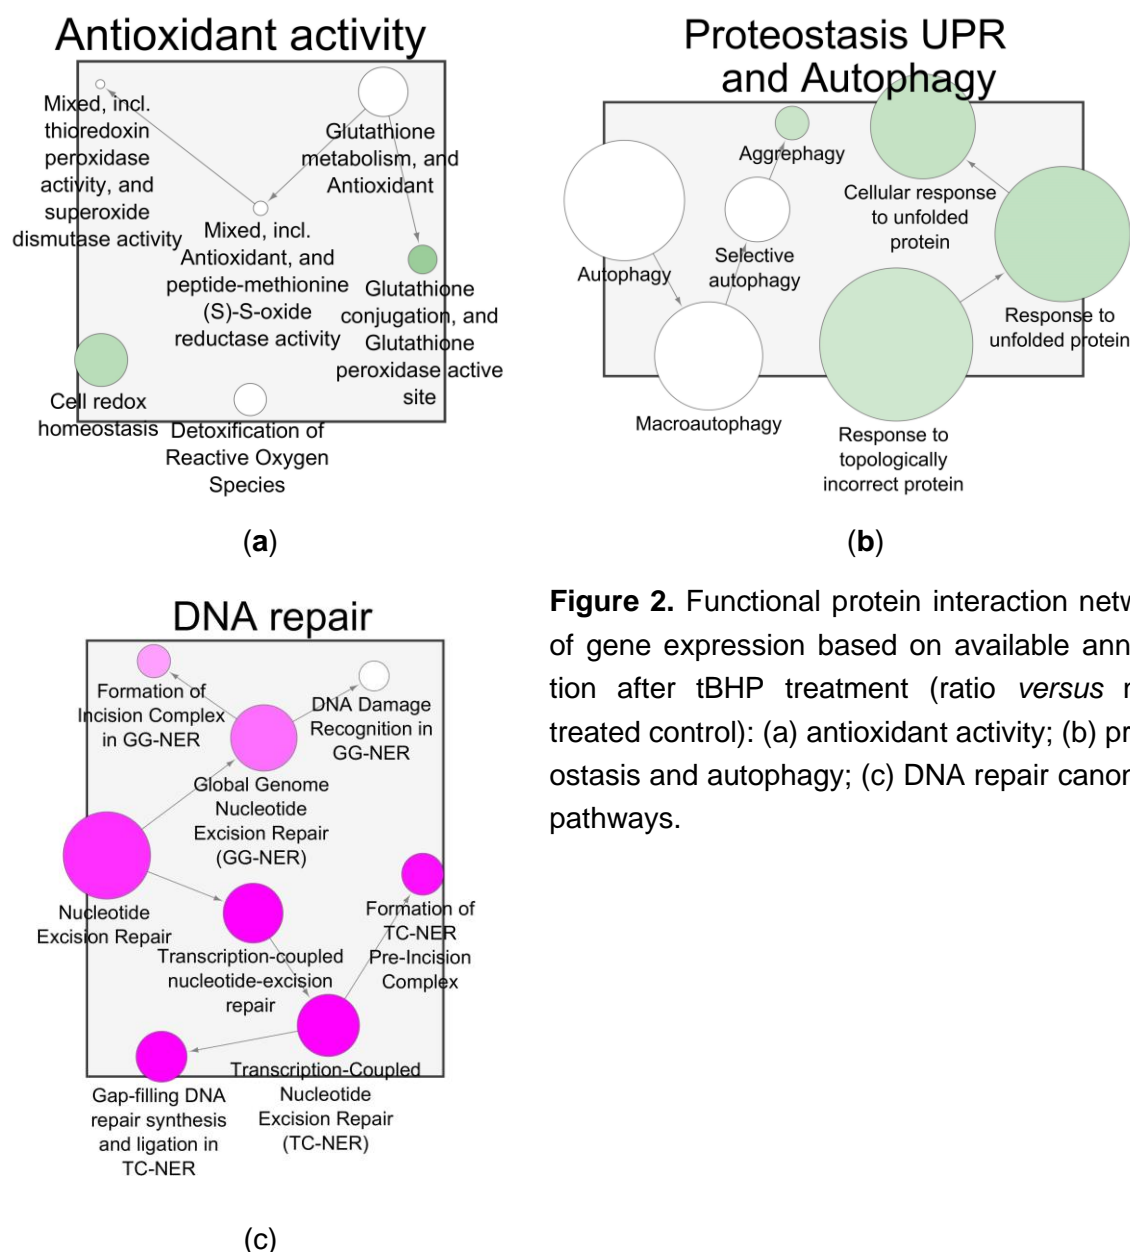 Antioxidant activity
Mixed, incl.
thioredoxin
peroxidase
activity, and
superoxide
dismutase activity
Glutathione
metabolism, and
Antioxidant
Mixed, incl.
Antioxidant, and
peptide-methionine
(S)-S-oxide
reductase activity
Glutathione
conjugation, and
Glutathione
peroxidase active
site
Cell redox
homeostasis
Detoxification of
Reactive Oxygen
Species
(a)
Proteostasis UPR
and Autophagy
Aggrephagy
Cellular response
to unfolded
protein
Autophagy
Selective
autophagy
Response to
unfolded protein
Macroautophagy
Response to
topologically
incorrect protein
(b)
DNA repair
Formation of
Incision Complex
in GG-NER
DNA Damage
Recognition in
GG-NER
Global Genome
Nucleotide
Excision Repair
(GG-NER)
Nucleotide
Excision Repair
Formation of
TC-NER
Pre-Incision
Complex
Transcription-coupled
nucleotide-excision
repair
Transcription-Coupled
Nucleotide
Excision Repair
(TC-NER)
Gap-filling DNA
repair synthesis
and ligation in
TC-NER
(c)
Figure 2. Functional protein interaction netw
of gene expression based on available ann
tion after tBHP treatment (ratio versus
treated control): (a) antioxidant activity; (b) pr
ostasis and autophagy; (c) DNA repair canon
pathways.